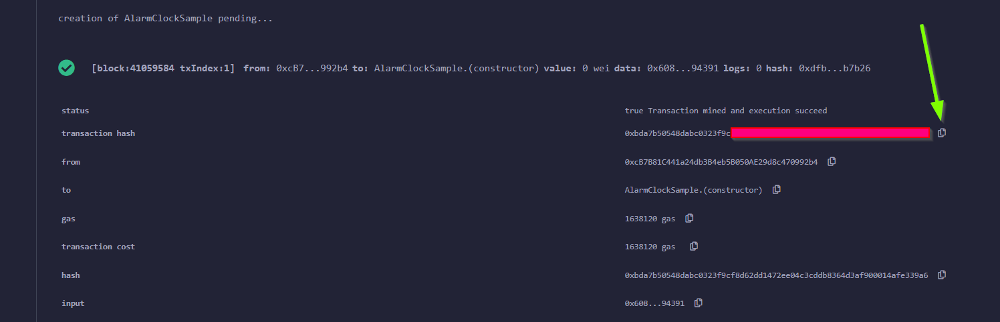 creation of AlarmClockSample pending...
[block:41059584 txIndex:1] from: 0xcB7...992b4 to: AlarmClockSample.(constructor) value: 0 wei data: 0x608...94391 logs: 0 hash: 0xdfb...b7b26
status true Transaction mined and execution succeed
transaction hash 0xbda7b50548dabc0323f9c
from 0xcB7B81C441a24db3B4eb5B050AE29d8c470992b4
to AlarmClockSample.(constructor)
gas 1638120 gas
transaction cost 1638120 gas
hash 0xbda7b50548dabc0323f9cf8d62dd1472ee04c3cddb8364d3af900014afe339a6
input 0x608...94391